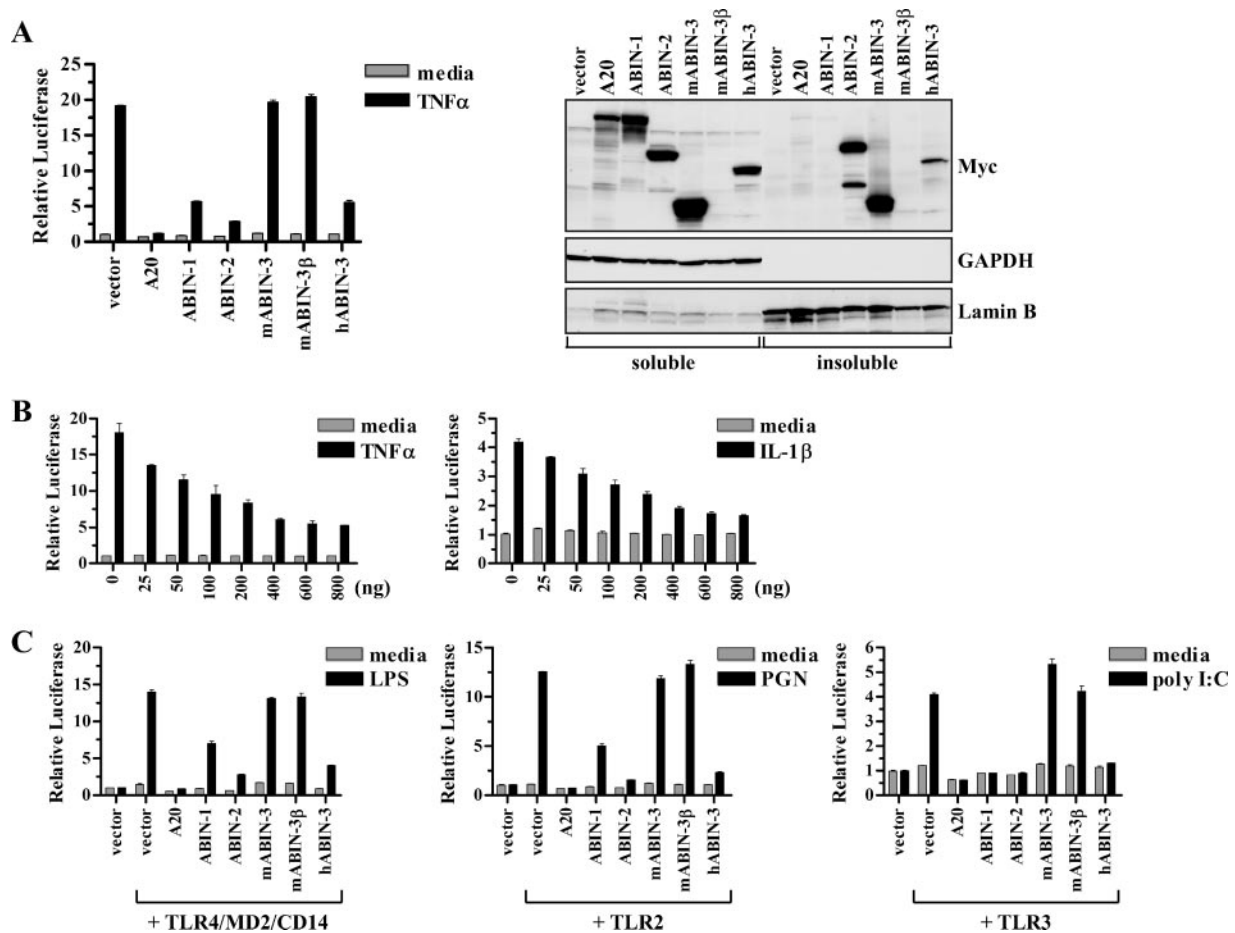 A
Relative Luciferase
25
20
15
10
5
0
media
TNFα
vector
A20
ABIN-1
ABIN-2
mABIN-3
mABIN-3β
hABIN-3
vector
A20
ABIN-1
ABIN-2
mABIN-3
mABIN-3β
hABIN-3
vector
A20
ABIN-1
ABIN-2
mABIN-3
mABIN-3β
hABIN-3
Myc
GAPDH
Lamin B
soluble
insoluble
B
Relative Luciferase
20
15
10
5
0
media
TNFα
0
25
50
100
200
400
600
800
(ng)
Relative Luciferase
5
4
3
2
1
0
media
IL-1β
0
25
50
100
200
400
600
800
(ng)
C
Relative Luciferase
20
15
10
5
0
media
LPS
vector
vector
A20
ABIN-1
ABIN-2
mABIN-3
mABIN-3β
hABIN-3
+ TLR4/MD2/CD14
Relative Luciferase
15
10
5
0
media
PGN
vector
vector
A20
ABIN-1
ABIN-2
mABIN-3
mABIN-3β
hABIN-3
+ TLR2
Relative Luciferase
6
5
4
3
2
1
0
media
poly I:C
vector
vector
A20
ABIN-1
ABIN-2
mABIN-3
mABIN-3β
hABIN-3
+ TLR3